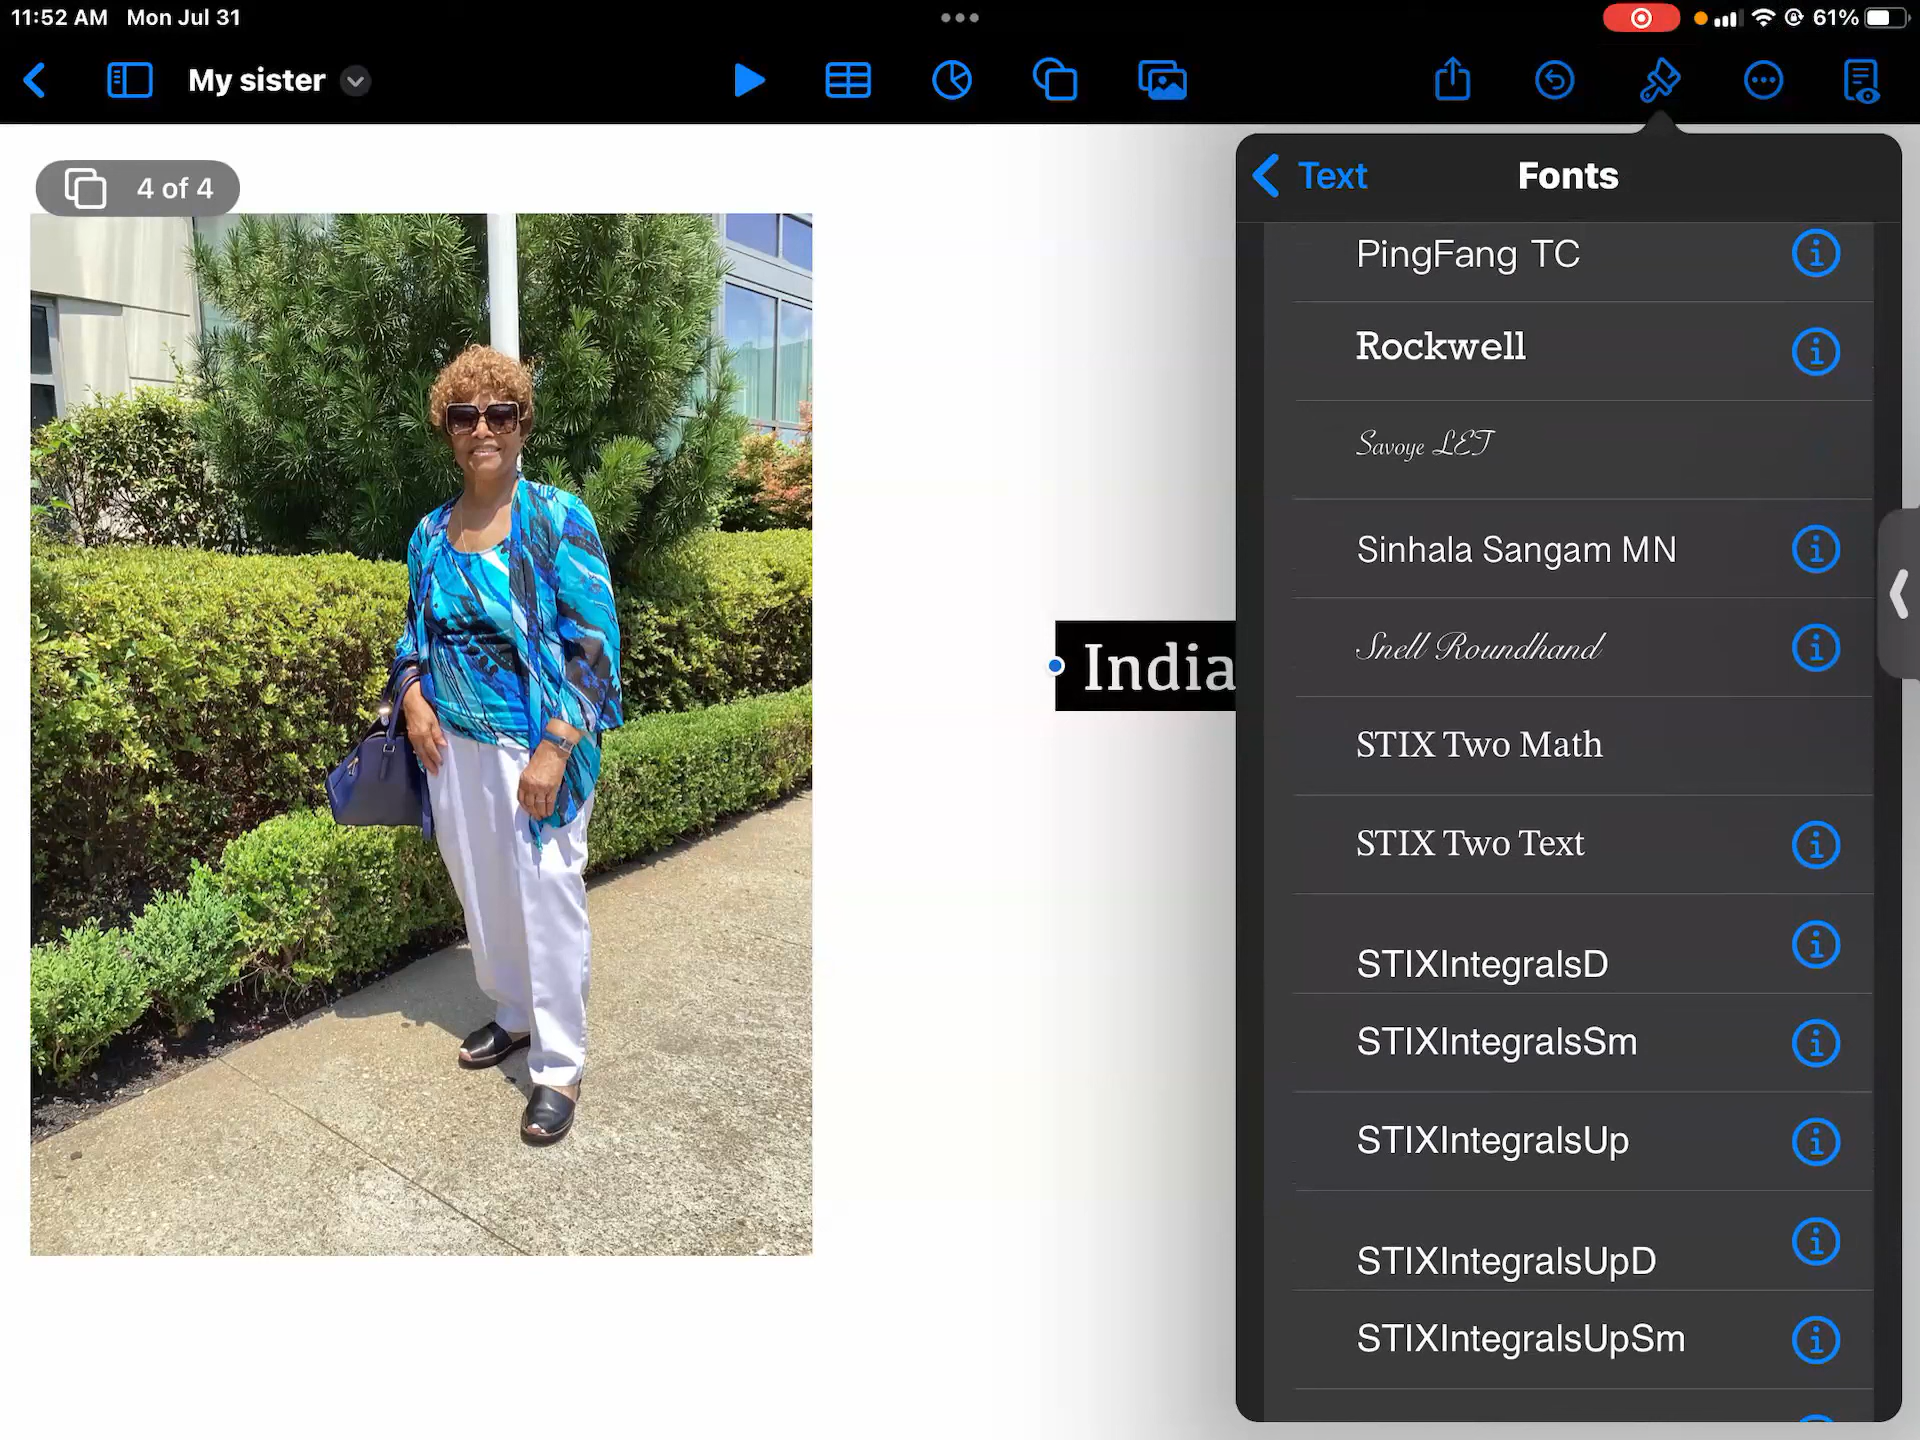 11:52 AM Mon Jul 31
61%
My sister
4 of 4
Text
Fonts
PingFang TC
Rockwell
Savoye LET
Sinhala Sangam MN
Snell Roundhand
India
STIX Two Math
STIX Two Text
STIXIntegralsD
STIXIntegralsSm
STIXIntegralsUp
STIXIntegralsUpD
STIXIntegralsUpSm